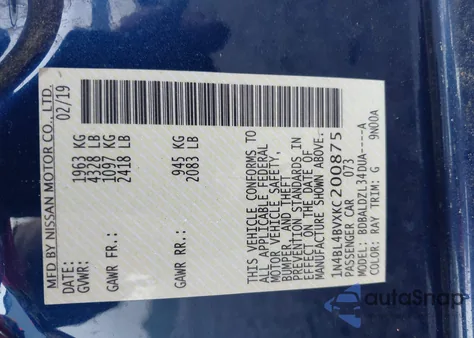 MFD BY NISSAN MOTOR CO., LTD.
DATE: 02/19
GVWR: 1963 KG
4328 LB
GAWR FR: 1097 KG
2418 LB
GAWR RR: 945 KG
2083 LB
THIS VEHICLE CONFORMS TO
ALL APPLICABLE FEDERAL
MOTOR VEHICLE SAFETY,
BUMPER, AND THEFT
PREVENTION STANDARDS IN
EFFECT ON THE DATE OF
MANUFACTURE SHOWN ABOVE.
1N4BL4BVXKC200875
PASSENGER CAR 073
MODEL: BDBALDZL34DUA----A
COLOR: RAY TRIM: G 9N00A
autoSnap